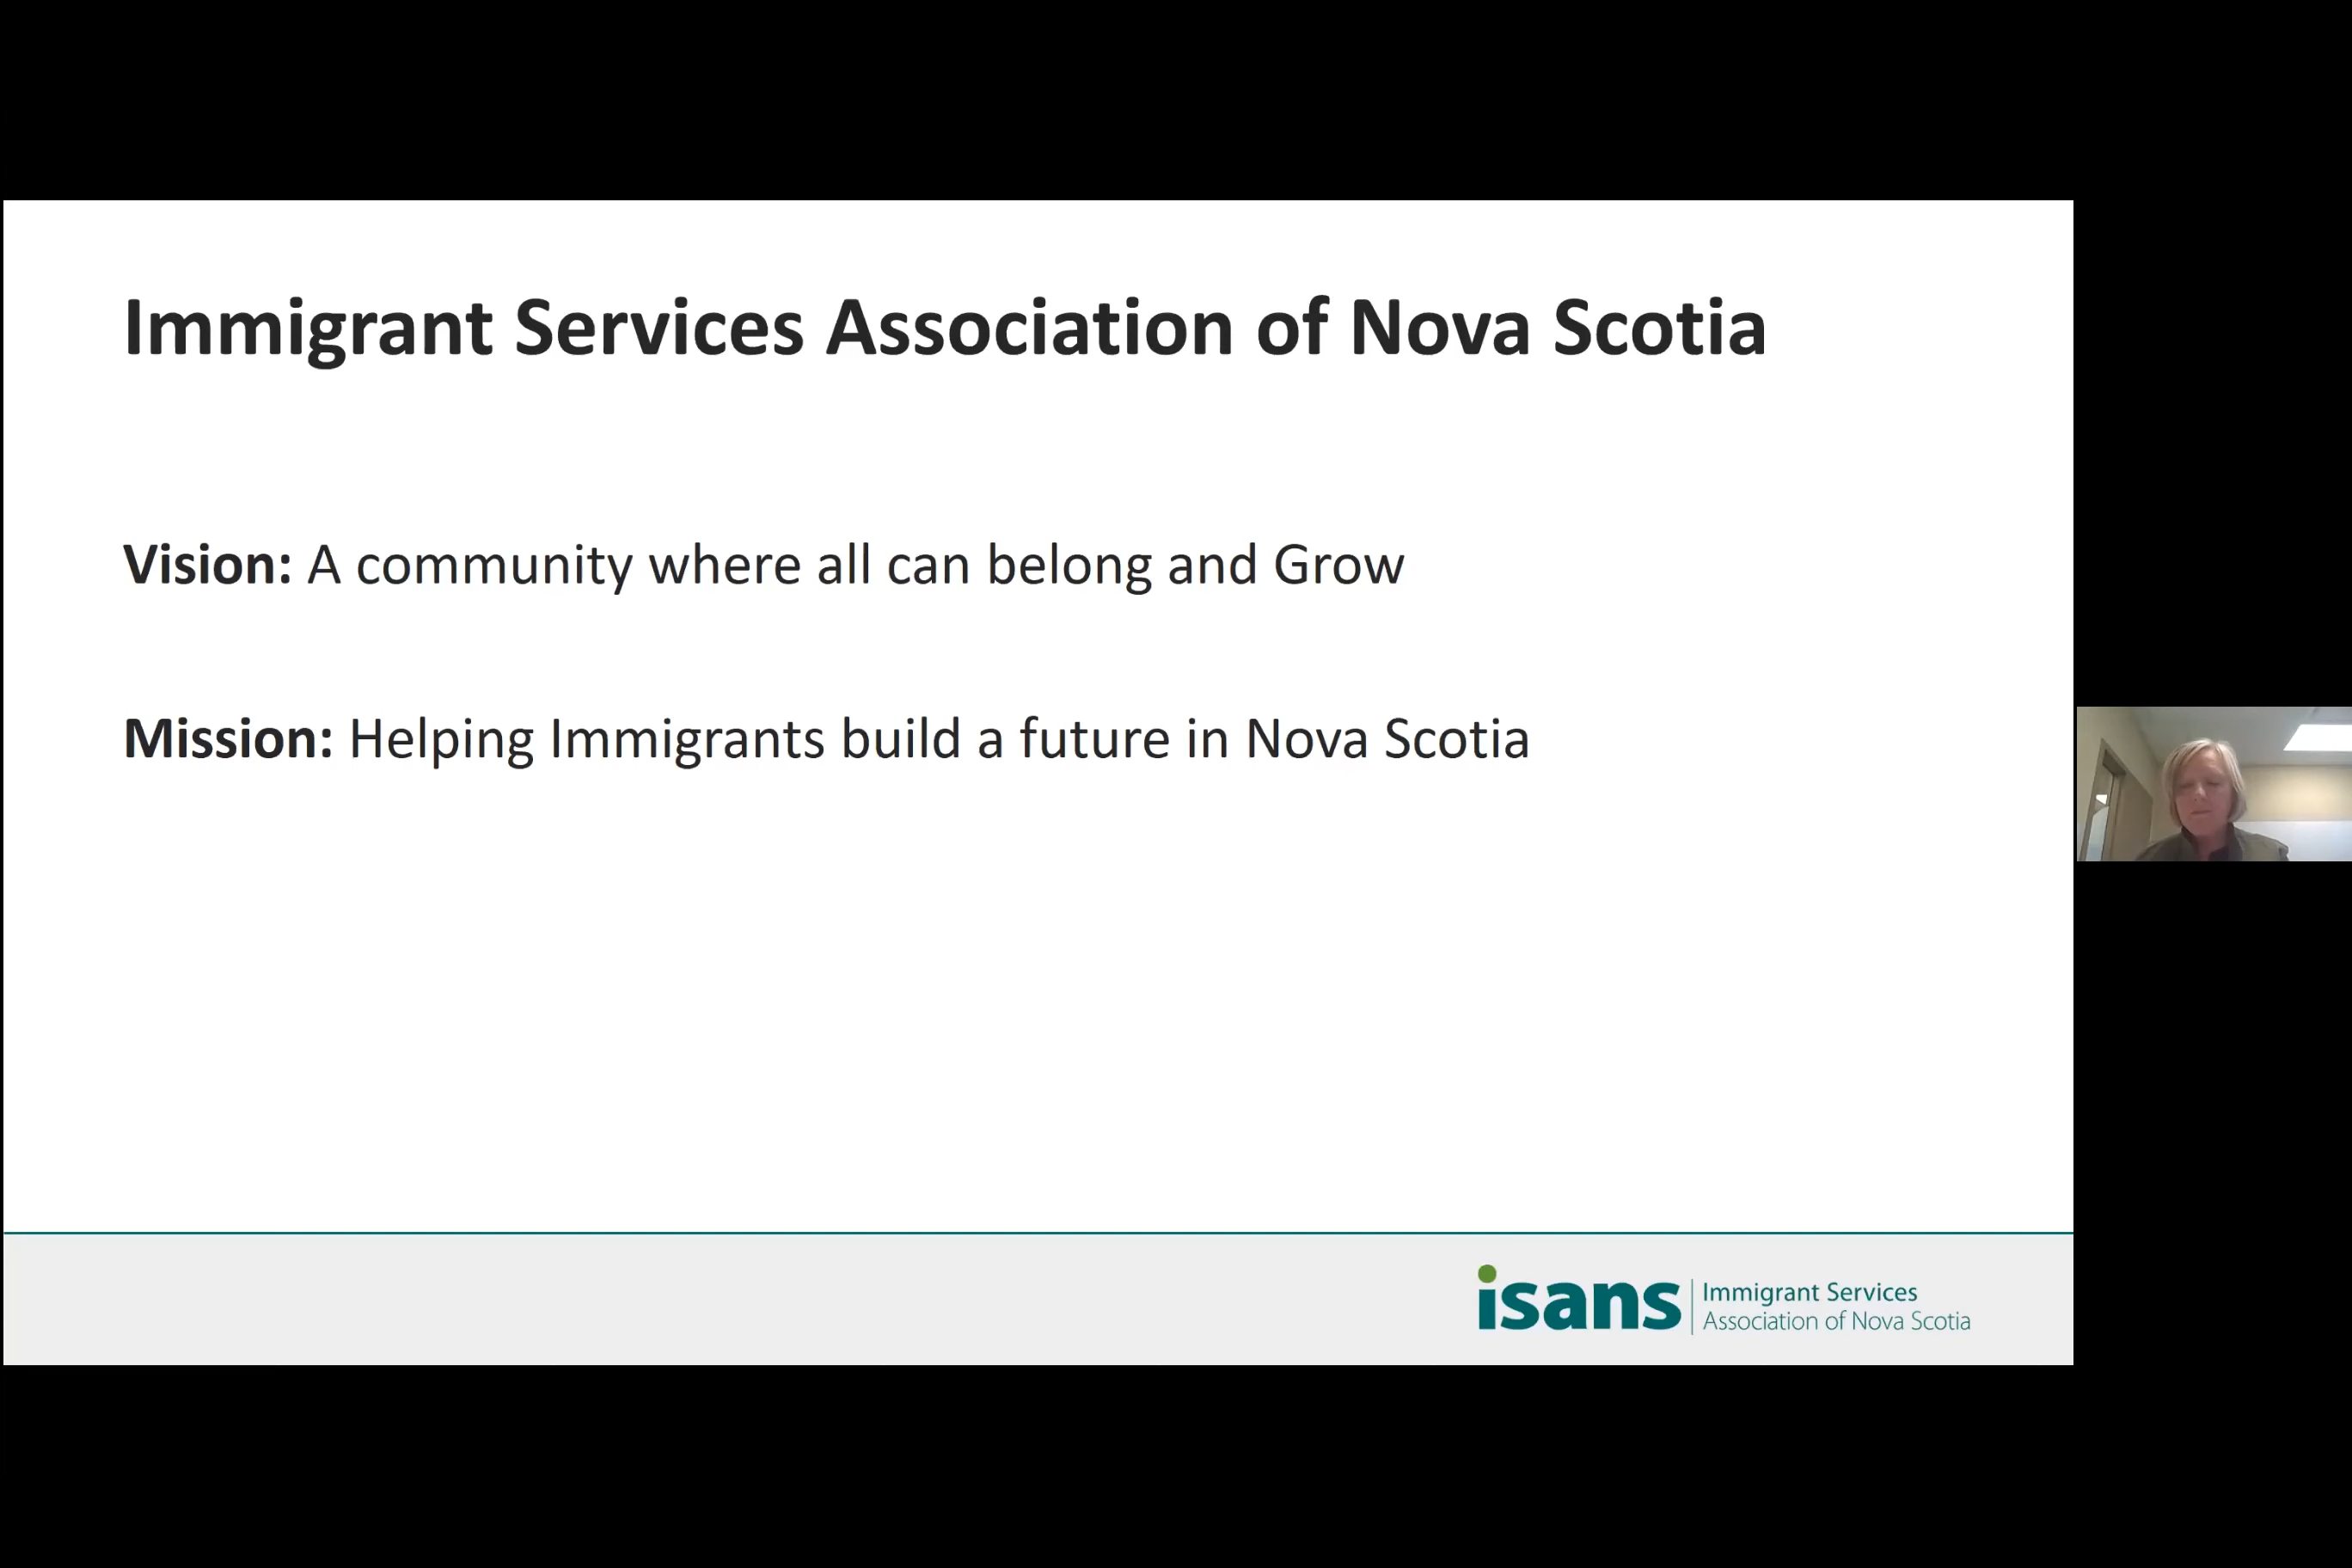 Immigrant Services Association of Nova Scotia
Vision: A community where all can belong and Grow
Mission: Helping Immigrants build a future in Nova Scotia
isans
Immigrant Services
Association of Nova Scotia